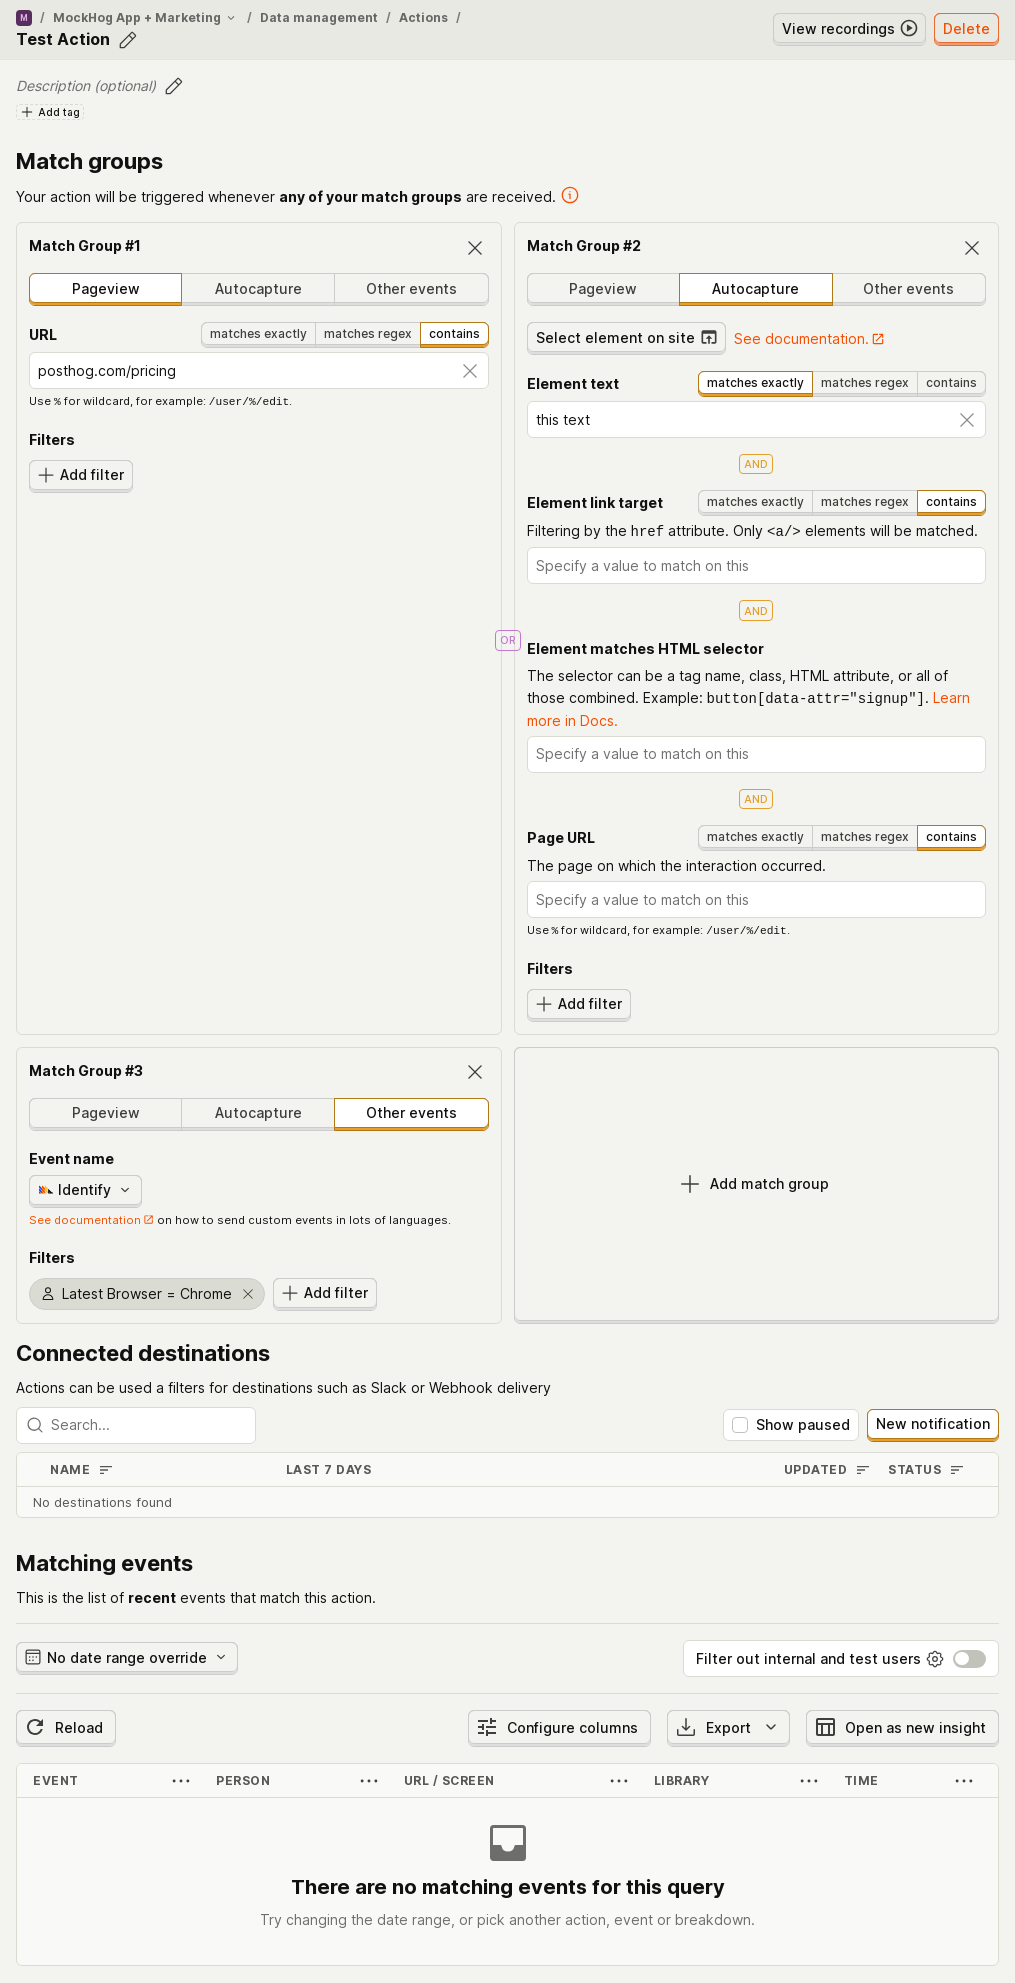 M / MockHog App + Marketing / Data management / Actions /
Test Action
View recordings
Delete
Description (optional)
Add tag
Match groups
Your action will be triggered whenever any of your match groups are received.
Match Group #1
Pageview Autocapture Other events
URL matches exactly matches regex contains
posthog.com/pricing
Use % for wildcard, for example: /user/%/edit.
Filters
Add filter
OR
Match Group #2
Pageview Autocapture Other events
Select element on site See documentation.
Element text matches exactly matches regex contains
this text
AND
Element link target matches exactly matches regex contains
Filtering by the href attribute. Only <a/> elements will be matched.
Specify a value to match on this
AND
Element matches HTML selector
The selector can be a tag name, class, HTML attribute, or all of
those combined. Example: button[data-attr="signup"]. Learn
more in Docs.
Specify a value to match on this
AND
Page URL matches exactly matches regex contains
The page on which the interaction occurred.
Specify a value to match on this
Use % for wildcard, for example: /user/%/edit.
Filters
Add filter
Match Group #3
Pageview Autocapture Other events
Event name
Identify
See documentation on how to send custom events in lots of languages.
Filters
Latest Browser = Chrome Add filter
Add match group
Connected destinations
Actions can be used a filters for destinations such as Slack or Webhook delivery
Search... Show paused New notification
NAME LAST 7 DAYS UPDATED STATUS
No destinations found
Matching events
This is the list of recent events that match this action.
No date range override Filter out internal and test users
Reload Configure columns Export Open as new insight
EVENT PERSON URL / SCREEN LIBRARY TIME
There are no matching events for this query
Try changing the date range, or pick another action, event or breakdown.